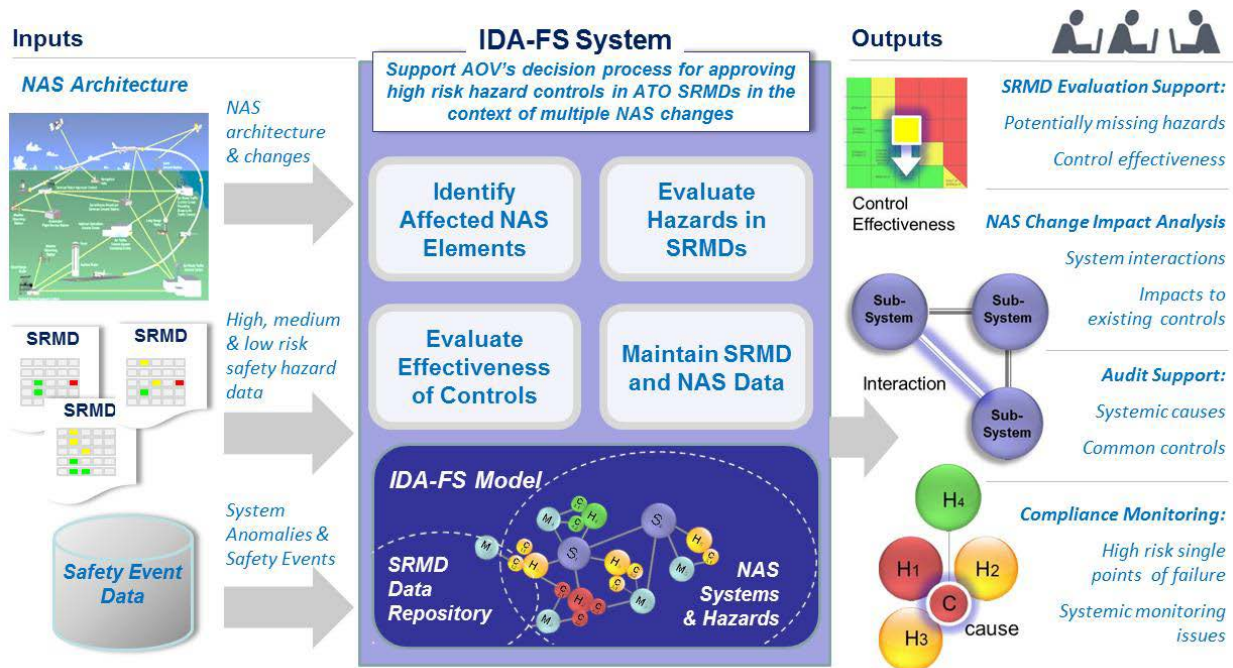 Inputs
NAS Architecture
NAS
architecture
& changes
SRMD
SRMD
SRMD
High, medium
& low risk
safety hazard
data
Safety Event
Data
System
Anomalies &
Safety Events
IDA-FS System
Support AOV's decision process for approving
high risk hazard controls in ATO SRMDs in the
context of multiple NAS changes
Identify
Affected NAS
Elements
Evaluate
Hazards in
SRMDs
Evaluate
Effectiveness
of Controls
Maintain SRMD
and NAS Data
IDA-FS Model
SRMD
Data
Repository
NAS
Systems
& Hazards
Outputs
Control
Effectiveness
SRMD Evaluation Support:
Potentially missing hazards
Control effectiveness
NAS Change Impact Analysis
System interactions
Impacts to
existing controls
Sub-
System
Sub-
System
Sub-
System
Interaction
Audit Support:
Systemic causes
Common controls
H4
H1
H2
C
H3
cause
Compliance Monitoring:
High risk single
points of failure
Systemic monitoring
issues